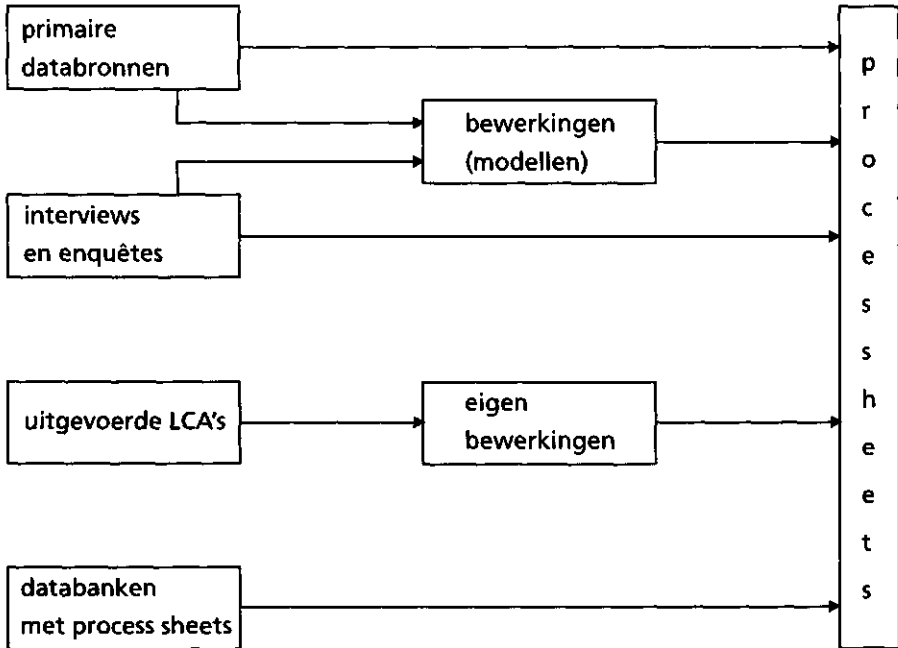 primaire
databronnen
bewerkingen
(modellen)
interviews
en enquêtes
uitgevoerde LCA's
eigen
bewerkingen
databanken
met process sheets
p
r
o
c
e
s
s
h
e
e
t
s